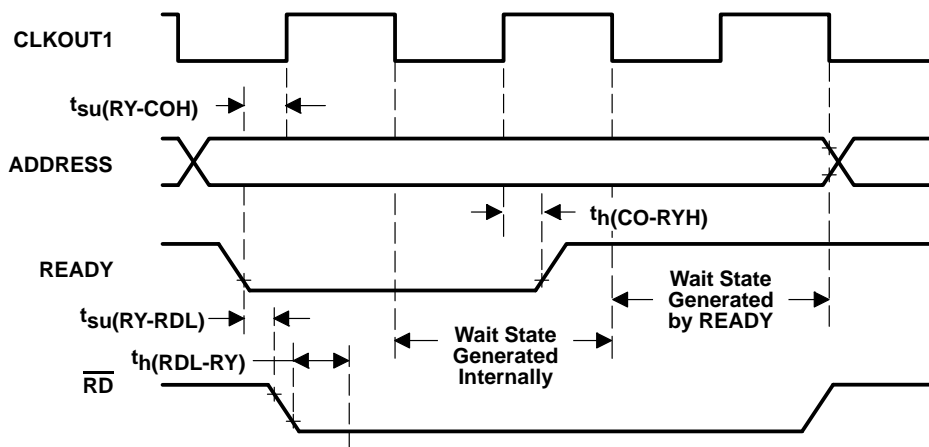 CLKOUT1
tsu(RY-COH)
ADDRESS
th(CO-RYH)
READY
Wait State
Generated
by READY
tsu(RY-RDL)
Wait State
Generated
Internally
th(RDL-RY)
RD